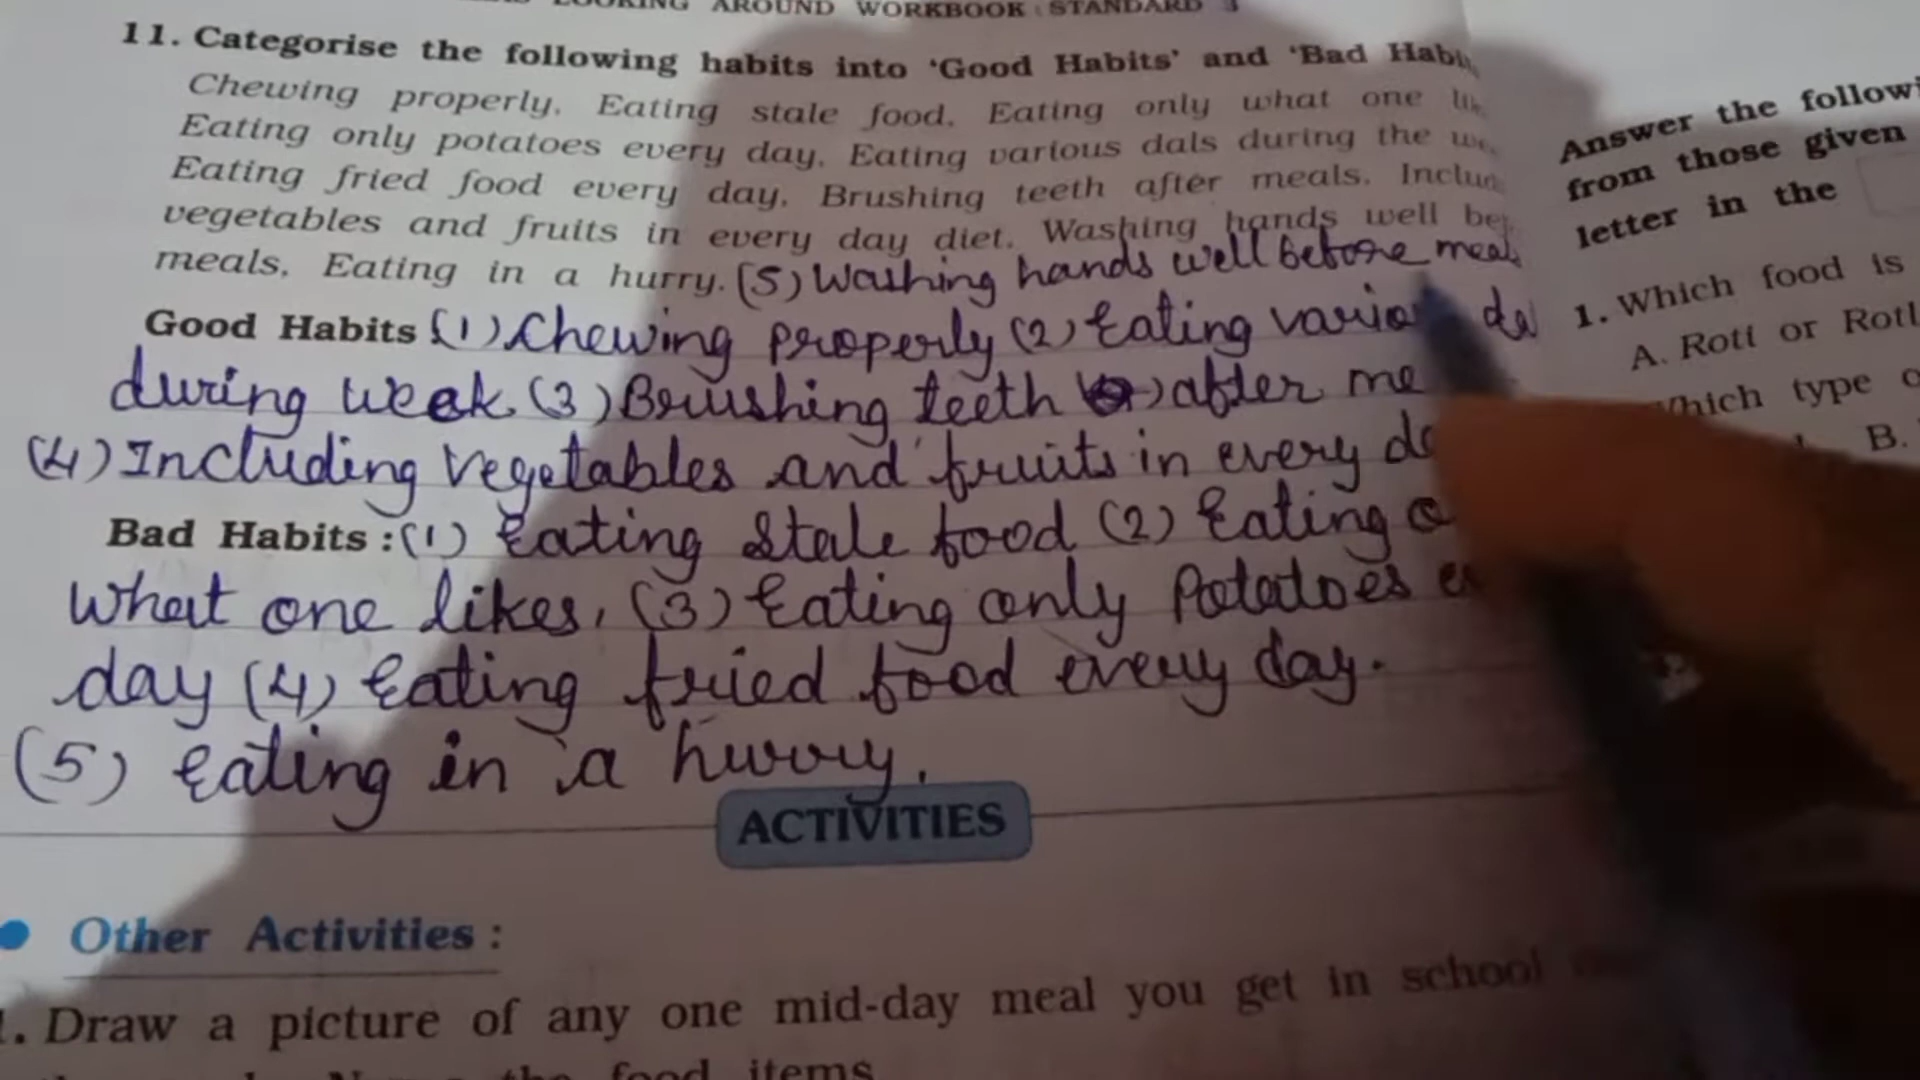 LOOKING AROUND WORKBOOK : STANDARD 3
11. Categorise the following habits into 'Good Habits' and 'Bad
Chewing properly, Eating stale food, Eating only what one
Eating only potatoes every day, Eating various dals during the
Eating fried food every day, Brushing teeth after meals,
vegetables and fruits in every day diet, Washing hands well
meals, Eating in a hurry. (5) Washing hands well before meals
Good Habits (1) Chewing properly (2) Eating
during week (3) Brushing teeth after
(4) Including vegetables and fruits in every
Bad Habits : (1) Eating stale food (2) Eating
what one likes, (3) Eating only Potatoes
day (4) Eating fried food every day.
(5) Eating in a hurry.
ACTIVITIES
Other Activities :
1. Draw a picture of any one mid-day meal you get in school
the food items
Answer the
from those given
letter in the
1. Which food is
A. Roti or
type
B.